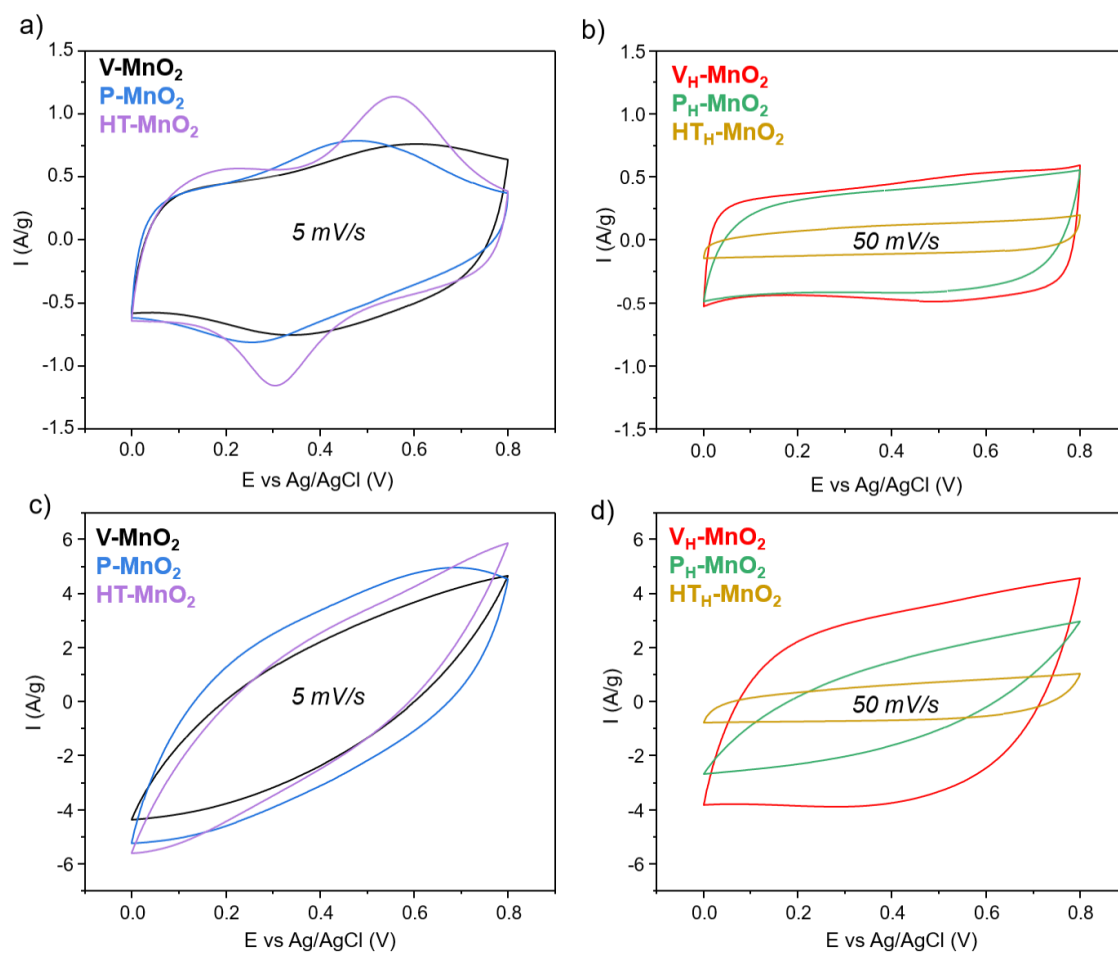 a)
V-MnO₂
P-MnO₂
HT-MnO₂
5 mV/s
I (A/g)
1.5
1.0
0.5
0.0
-0.5
-1.0
-1.5
0.0 0.2 0.4 0.6 0.8
E vs Ag/AgCl (V)
b)
V_H-MnO₂
P_H-MnO₂
HT_H-MnO₂
50 mV/s
I (A/g)
1.5
1.0
0.5
0.0
-0.5
-1.0
-1.5
0.0 0.2 0.4 0.6 0.8
E vs Ag/AgCl (V)
c)
V-MnO₂
P-MnO₂
HT-MnO₂
5 mV/s
I (A/g)
6
4
2
0
-2
-4
-6
0.0 0.2 0.4 0.6 0.8
E vs Ag/AgCl (V)
d)
V_H-MnO₂
P_H-MnO₂
HT_H-MnO₂
50 mV/s
I (A/g)
6
4
2
0
-2
-4
-6
0.0 0.2 0.4 0.6 0.8
E vs Ag/AgCl (V)